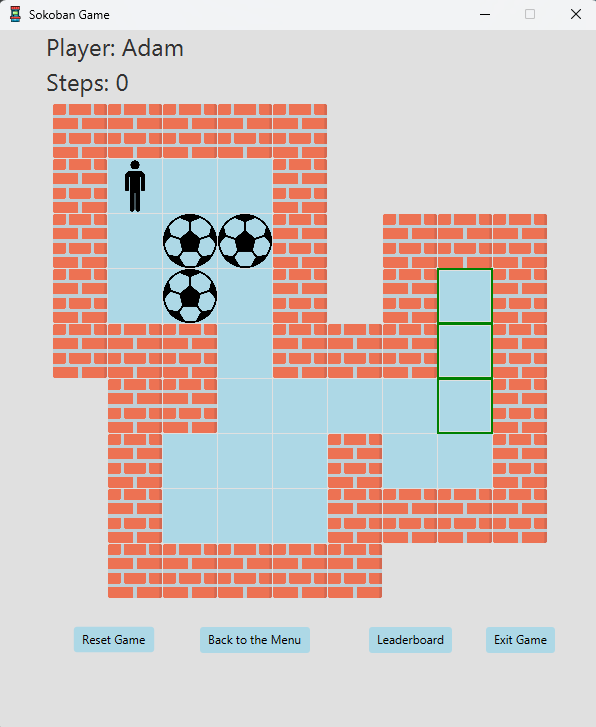 Sokoban Game
Player: Adam
Steps: 0
Reset Game
Back to the Menu
Leaderboard
Exit Game